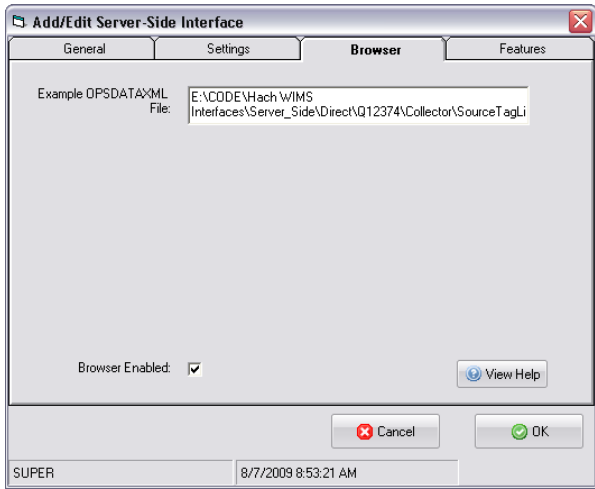 Add/Edit Server-Side Interface
General Settings Browser Features
Example OPSDATAXML
File:
E:\CODE\Hach WIMS
Interfaces\Server_Side\Direct\Q12374\Collector\SourceTagLi
Browser Enabled:
View Help
Cancel OK
SUPER 8/7/2009 8:53:21 AM